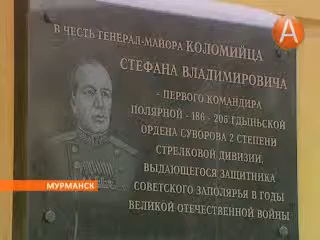 А
В ЧЕСТЬ ГЕНЕРАЛ-МАЙОРА КОЛОМИЙЦА
СТЕФАНА ВЛАДИМИРОВИЧА
- ПЕРВОГО КОМАНДИРА
ПОЛЯРНОЙ - 186 - 205 ГДЫНЬСКОЙ
ОРДЕНА СУВОРОВА 2 СТЕПЕНИ
СТРЕЛКОВОЙ ДИВИЗИИ,
ВЫДАЮЩЕГОСЯ ЗАЩИТНИКА
СОВЕТСКОГО ЗАПОЛЯРЬЯ В ГОДЫ
ВЕЛИКОЙ ОТЕЧЕСТВЕННОЙ ВОЙНЫ
МУРМАНСК